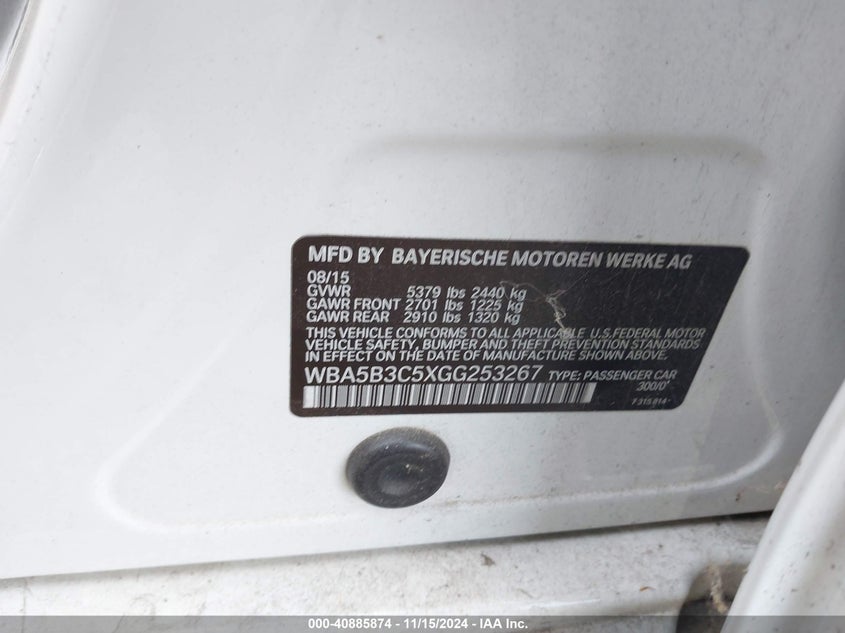 MFD BY BAYERISCHE MOTOREN WERKE AG
08/15
GVWR 5379 lbs 2440 kg
GAWR FRONT 2701 lbs 1225 kg
GAWR REAR 2910 lbs 1320 kg
THIS VEHICLE CONFORMS TO ALL APPLICABLE U.S.FEDERAL MOTOR
VEHICLE SAFETY, BUMPER AND THEFT PREVENTION STANDARDS
IN EFFECT ON THE DATE OF MANUFACTURE SHOWN ABOVE.
WBA5B3C5XGG253267 TYPE: PASSENGER CAR
300/0
7 315 814
000-40885874 | 11/15/2024 - IAA Inc.